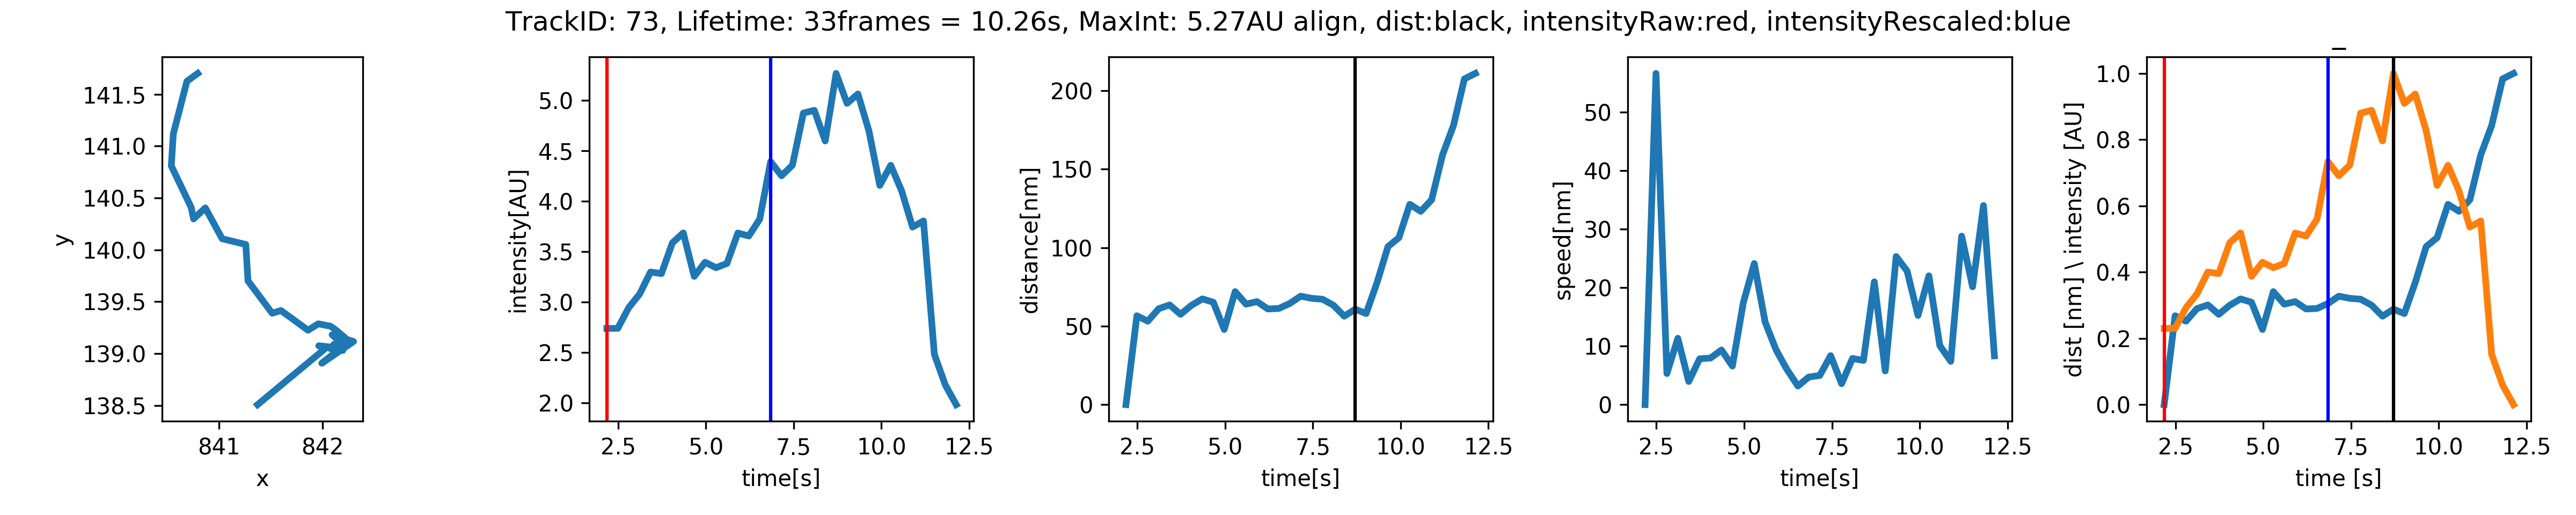 TrackID: 73, Lifetime: 33frames = 10.26s, MaxInt: 5.27AU align, dist:black, intensityRaw:red, intensityRescaled:blue
_
y
141.5
141.0
140.5
140.0
139.5
139.0
138.5
841 842
x
intensity[AU]
5.0
4.5
4.0
3.5
3.0
2.5
2.0
2.5 5.0 7.5 10.0 12.5
time[s]
distance[nm]
200
150
100
50
0
2.5 5.0 7.5 10.0 12.5
time[s]
speed[nm]
50
40
30
20
10
0
2.5 5.0 7.5 10.0 12.5
time[s]
dist [nm] \ intensity [AU]
1.0
0.8
0.6
0.4
0.2
0.0
2.5 5.0 7.5 10.0 12.5
time [s]